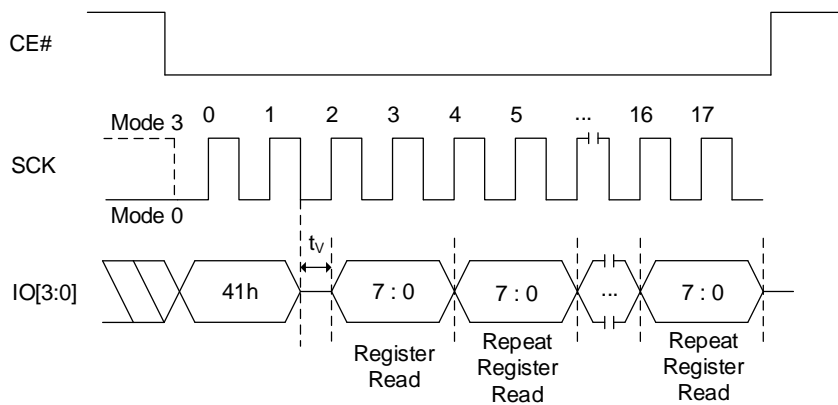 CE#
Mode 3
0 1 2 3 4 5 ... 16 17
SCK
Mode 0
tV
IO[3:0]
41h
7 : 0
7 : 0
...
7 : 0
Register
Read
Repeat
Register
Read
Repeat
Register
Read